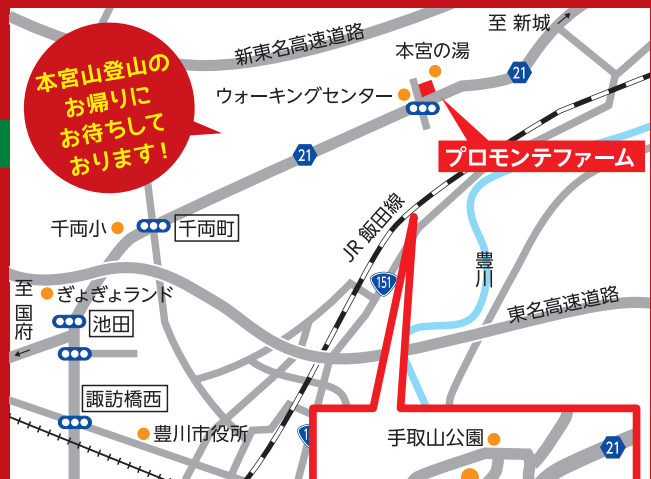 至 新城
新東名高速道路
本宮の湯
21
ウォーキングセンター
本宮山登山の
お帰りに
お待ちして
おります!
21
プロモンテファーム
千両小
千両町
JR 飯田線
151
豊川
至国府
ぎょぎょランド
東名高速道路
池田
諏訪橋西
豊川市役所
手取山公園
21